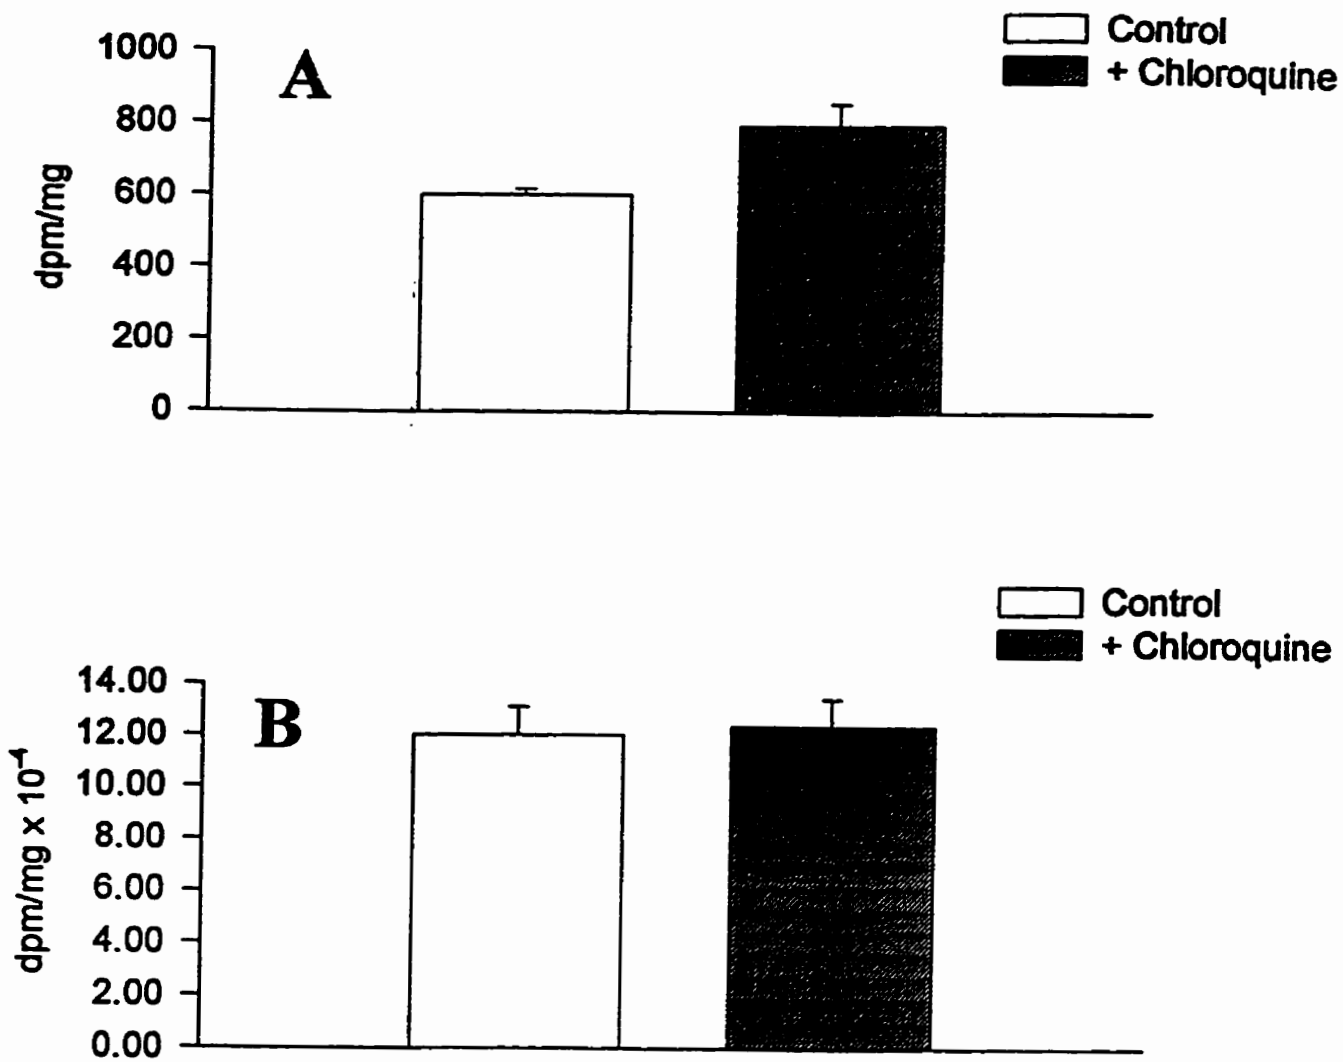 Control
+ Chloroquine
A
1000
800
600
400
200
0
dpm/mg
Control
+ Chloroquine
B
14.00
12.00
10.00
8.00
6.00
4.00
2.00
0.00
dpm/mg x 10⁻⁴